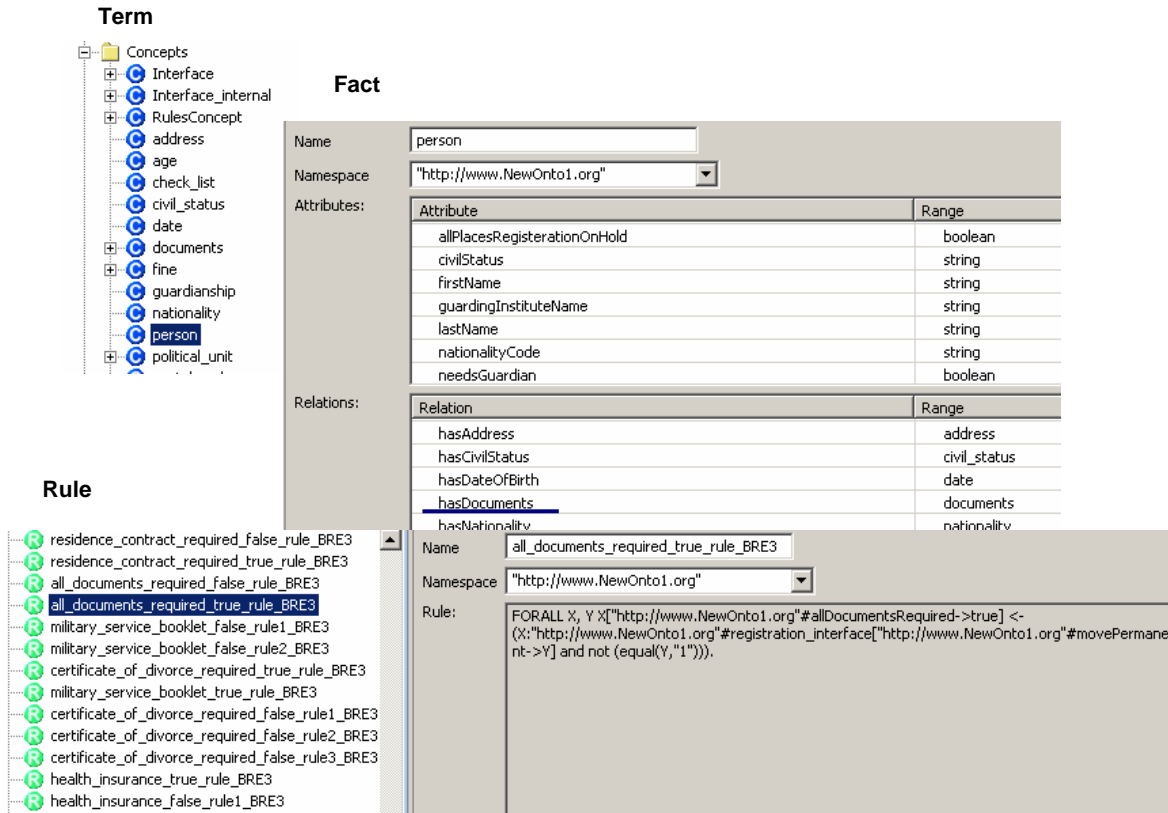 Term
Concepts
Interface
Interface_internal
RulesConcept
address
age
check_list
civil_status
date
documents
fine
guardianship
nationality
person
political_unit
Fact
Name person
Namespace "http://www.NewOnto1.org"
Attributes: Attribute Range
allPlacesRegisterationOnHold boolean
civilStatus string
firstName string
guardingInstituteName string
lastName string
nationalityCode string
needsGuardian boolean
Relations: Relation Range
hasAddress address
hasCivilStatus civil_status
hasDateOfBirth date
hasDocuments documents
hasNationality nationality
Rule
residence_contract_required_false_rule_BRE3
residence_contract_required_true_rule_BRE3
all_documents_required_false_rule_BRE3
all_documents_required_true_rule_BRE3
military_service_booklet_false_rule1_BRE3
military_service_booklet_false_rule2_BRE3
certificate_of_divorce_required_true_rule_BRE3
military_service_booklet_true_rule_BRE3
certificate_of_divorce_required_false_rule1_BRE3
certificate_of_divorce_required_false_rule2_BRE3
certificate_of_divorce_required_false_rule3_BRE3
health_insurance_true_rule_BRE3
health_insurance_false_rule1_BRE3
Name all_documents_required_true_rule_BRE3
Namespace "http://www.NewOnto1.org"
Rule: FORALL X, Y X["http://www.NewOnto1.org"#allDocumentsRequired->true] <-
(X:"http://www.NewOnto1.org"#registration_interface["http://www.NewOnto1.org"#movePermane
nt->Y] and not (equal(Y,"1"))).